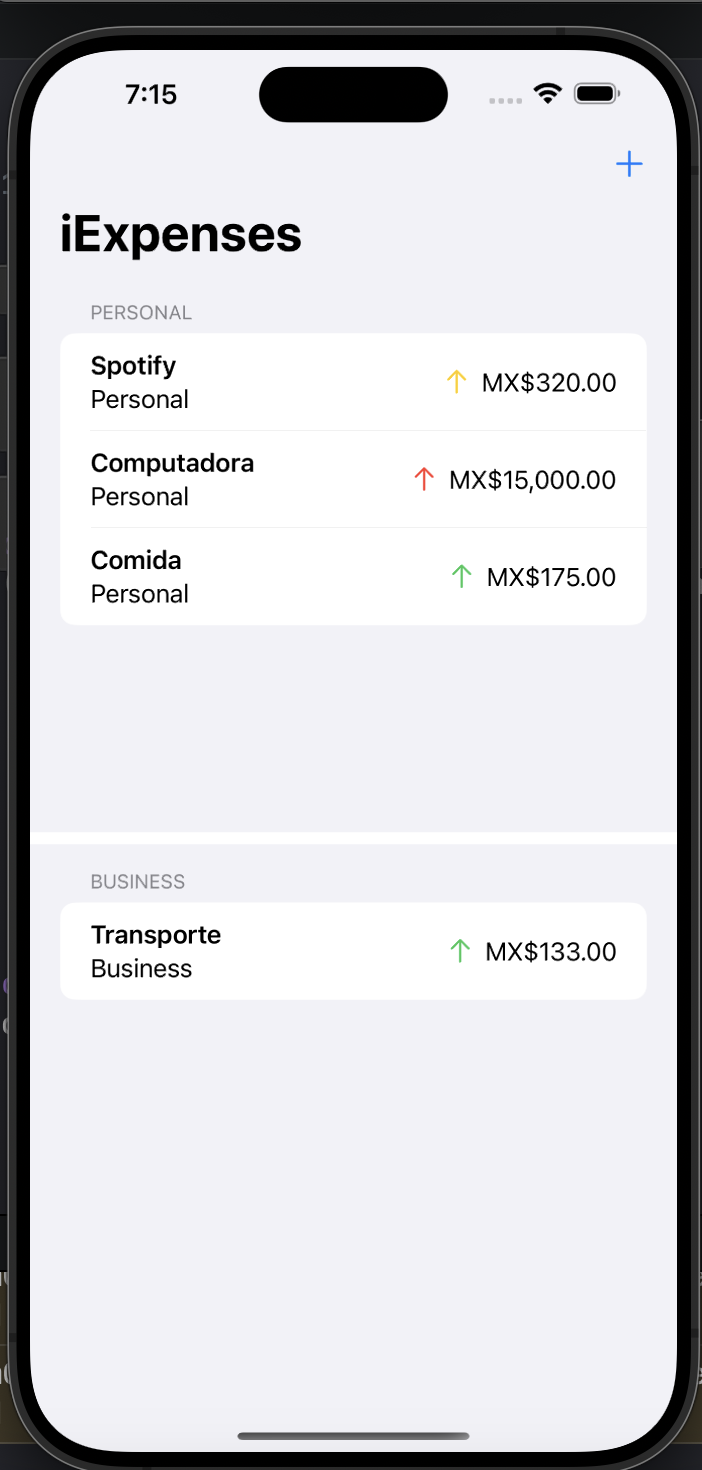 7:15
iExpenses
PERSONAL
Spotify
Personal
MX$320.00
Computadora
Personal
MX$15,000.00
Comida
Personal
MX$175.00
BUSINESS
Transporte
Business
MX$133.00